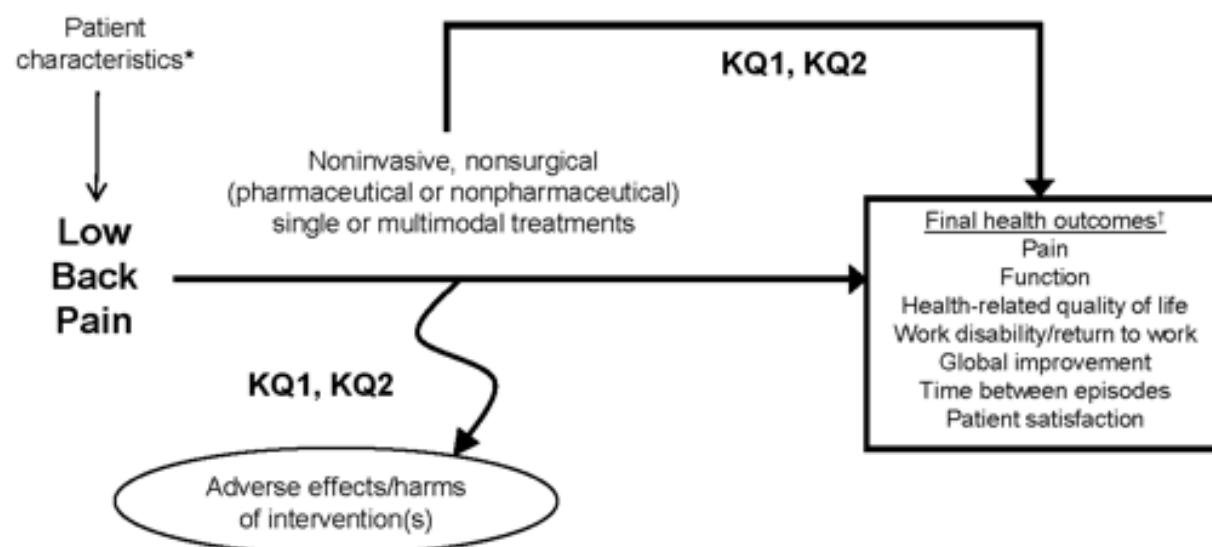 Patient
characteristics*
KQ1, KQ2
Noninvasive, nonsurgical
(pharmaceutical or nonpharmaceutical)
single or multimodal treatments
Low
Back
Pain
Final health outcomes†
Pain
Function
Health-related quality of life
Work disability/return to work
Global improvement
Time between episodes
Patient satisfaction
KQ1, KQ2
Adverse effects/harms
of intervention(s)